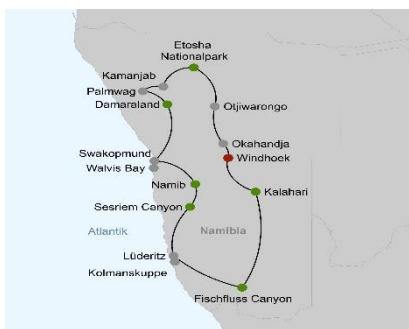 Etosha
Nationalpark
Kamanjab
Palmwag
Damaraland
Otjiwarongo
Okahandja
Windhoek
Swakopmund
Walvis Bay
Namib
Kalahari
Sesriem Canyon
Atlantik
Namibia
Lüderitz
Kolmanskuppe
Fischfluss Canyon